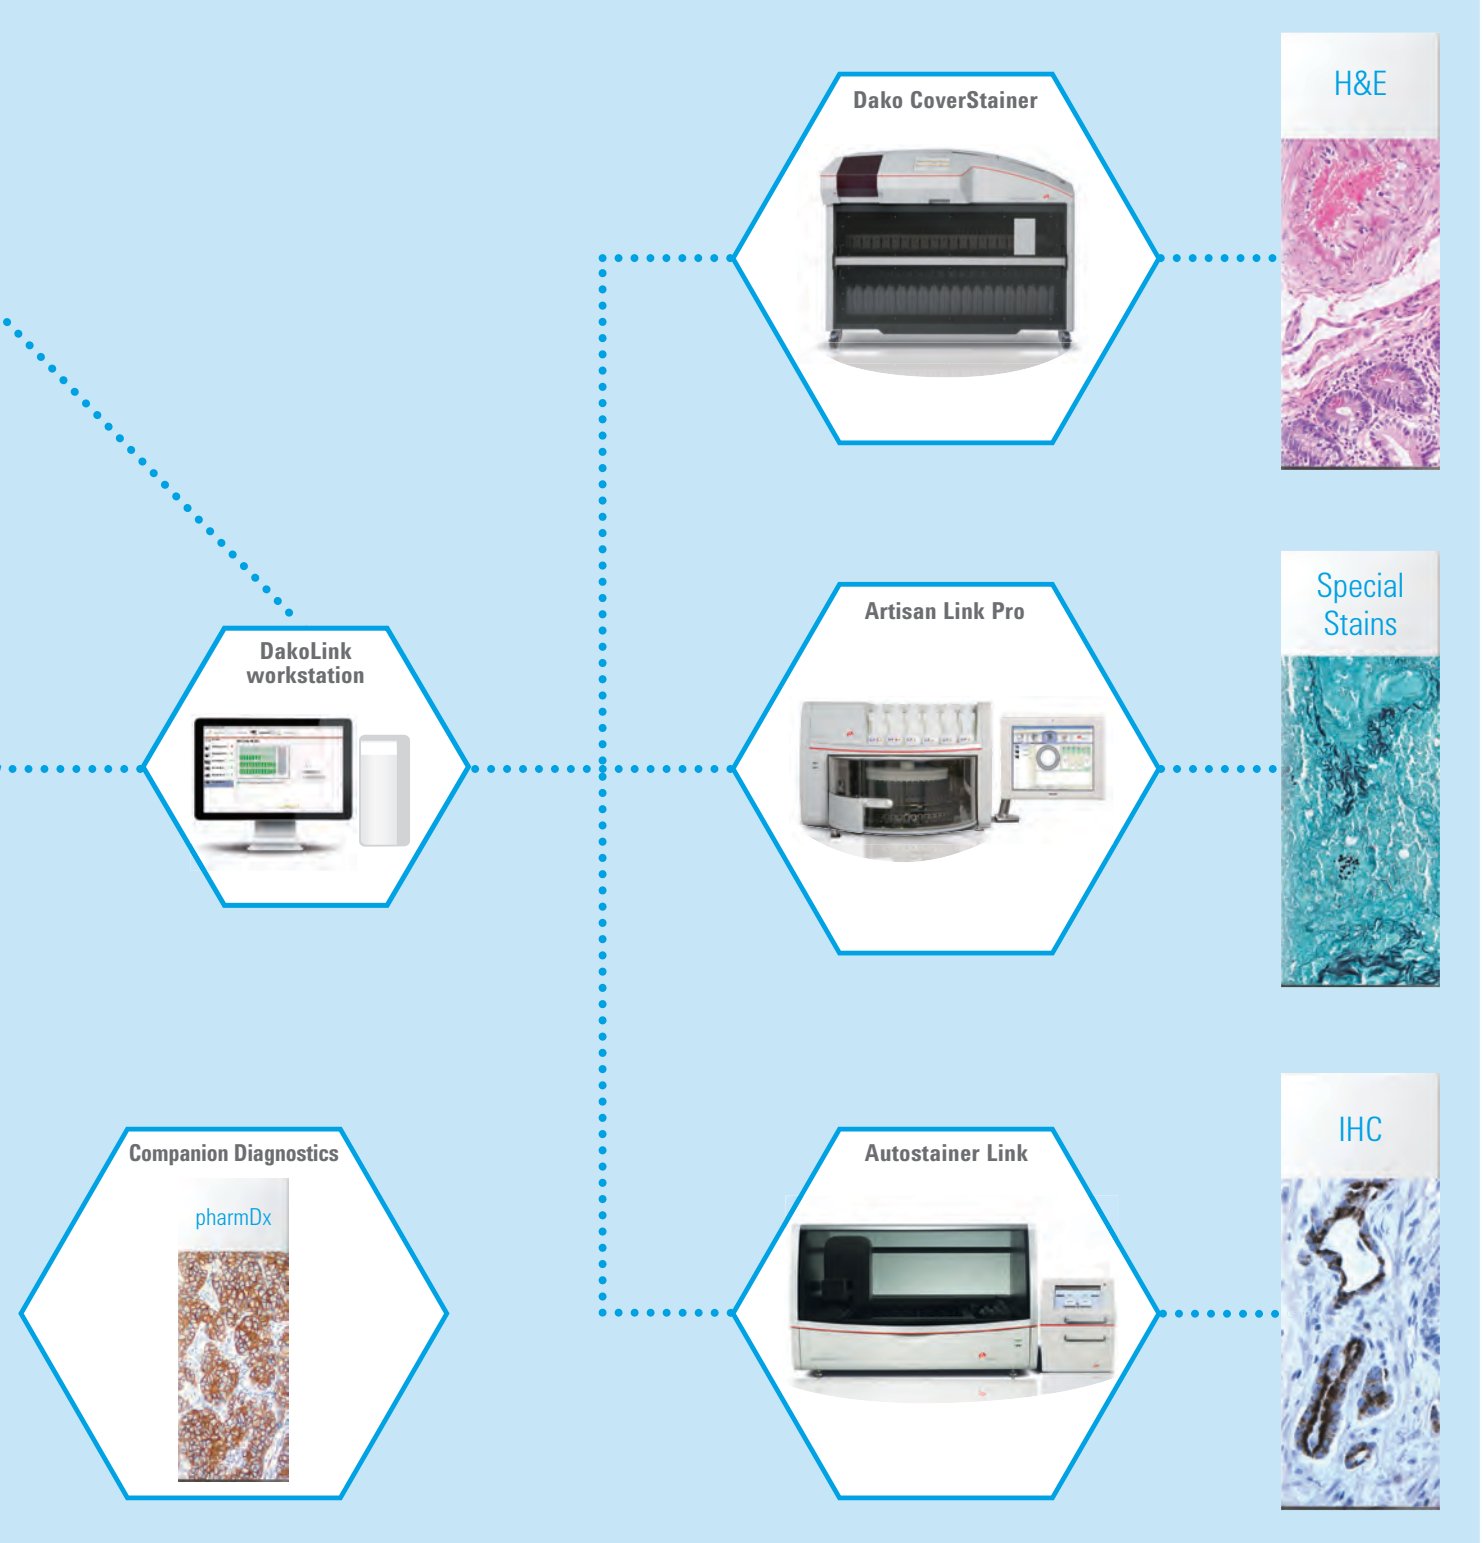 Dako CoverStainer
H&E
DakoLink
workstation
Artisan Link Pro
Special
Stains
Companion Diagnostics
pharmDx
Autostainer Link
IHC